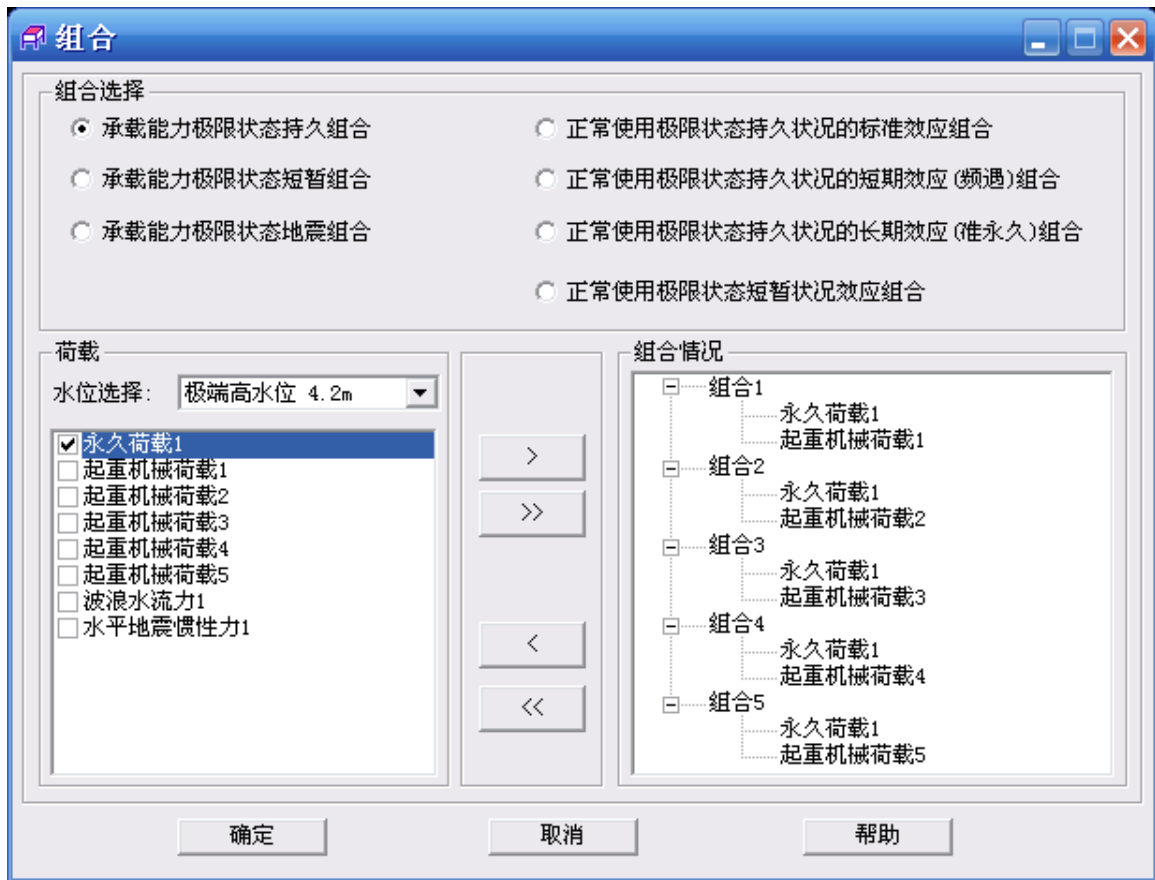 组合
组合选择
承载能力极限状态持久组合
正常使用极限状态持久状况的标准效应组合
承载能力极限状态短暂组合
正常使用极限状态持久状况的短期效应(频遇)组合
承载能力极限状态地震组合
正常使用极限状态持久状况的长期效应(准永久)组合
正常使用极限状态短暂状况效应组合
荷载
水位选择: 极端高水位 4.2m
永久荷载1
起重机械荷载1
起重机械荷载2
起重机械荷载3
起重机械荷载4
起重机械荷载5
波浪水流力1
水平地震惯性力1
>
>>
<
<<
组合情况
组合1
永久荷载1
起重机械荷载1
组合2
永久荷载1
起重机械荷载2
组合3
永久荷载1
起重机械荷载3
组合4
永久荷载1
起重机械荷载4
组合5
永久荷载1
起重机械荷载5
确定
取消
帮助